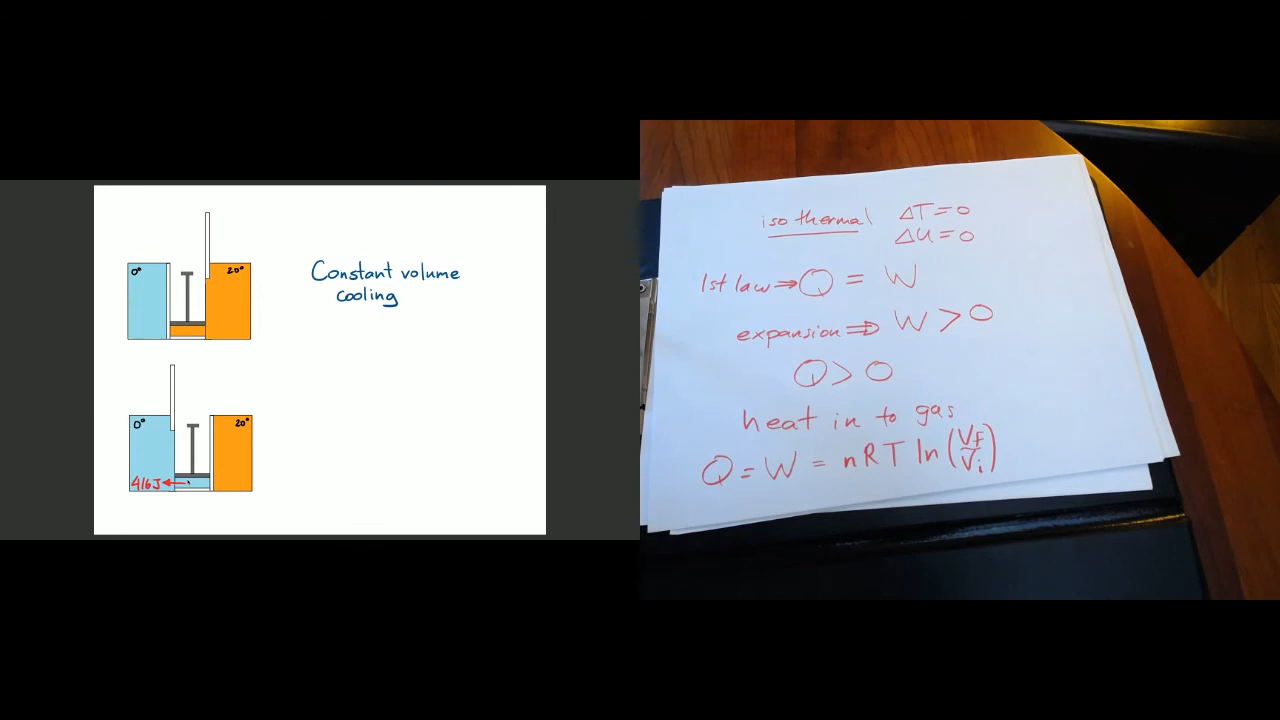 0° 20°
Constant volume
cooling
0° 20°
416J
isothermal ΔT=0
ΔU=0
1st law ⇒ Q = W
expansion ⇒ W > 0
Q > 0
heat in to gas
Q = W = nRT ln(Vf/Vi)